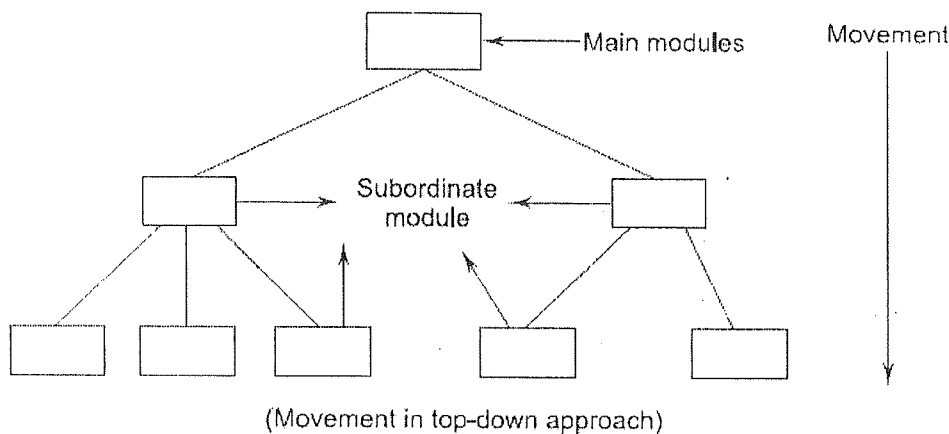 Main modules
Movement
Subordinate
module
(Movement in top-down approach)